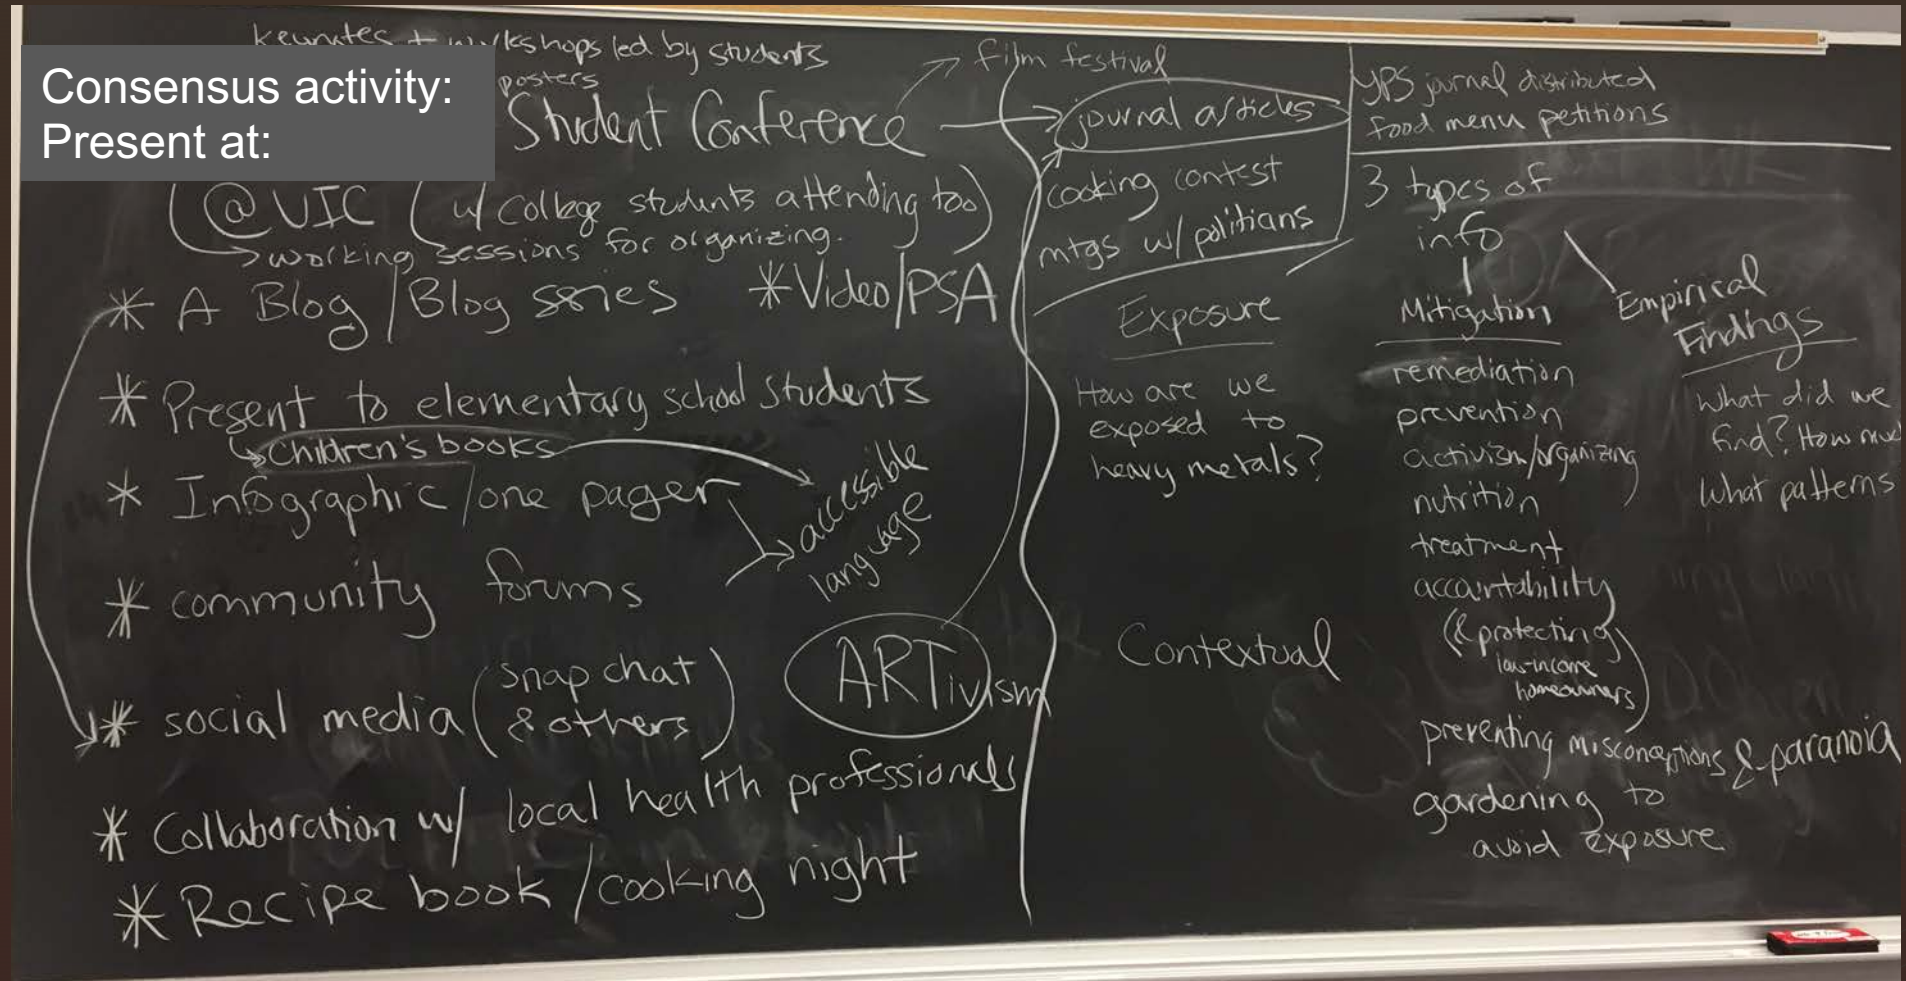 Consensus activity:
Present at:
keynotes + workshops led by students
posters
Student Conference
@UIC (w/ College students attending too)
working sessions for organizing.
* A Blog/Blog series *Video/PSA
* Present to elementary school students
children's books
* Infographic/one pager
accessible
language
* community forums
* social media (snap chat
& others)
ARTivism
* Collaboration w/ local health professionals
* Recipe book/cooking night
film festival
journal articles
cooking contest
mtgs w/ politians
YPS journal distributed
food menu petitions
3 types of
info
Exposure
How are we
exposed to
heavy metals?
Contextual
Mitigation
remediation
prevention
activism/organizing
nutrition
treatment
accountability
(& protecting
low-income
homeowners)
preventing misconceptions & paranoia
gardening to
avoid exposure
Empirical
Findings
What did we
find? How
What patterns